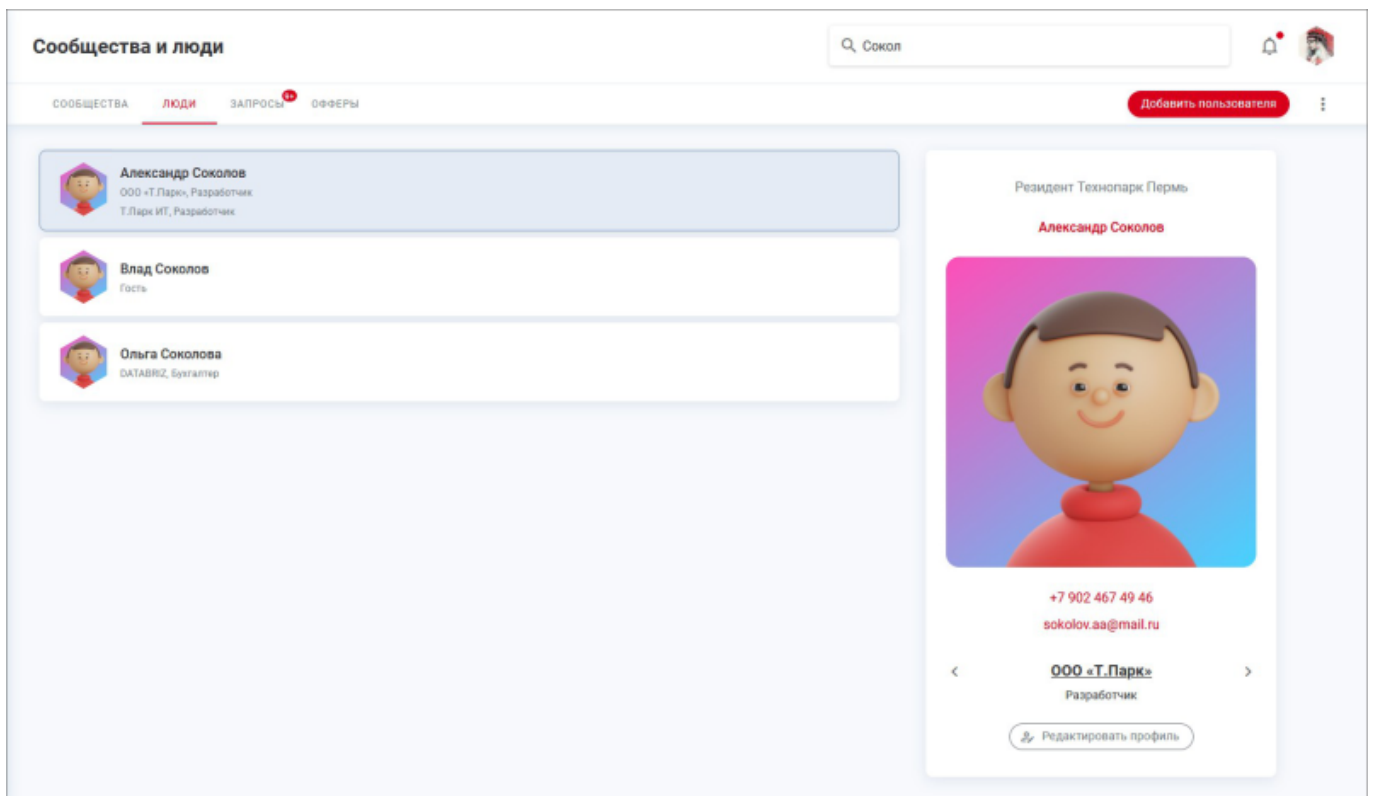 Сообщества и люди
Сокол
СООБЩЕСТВА ЛЮДИ ЗАПРОСЫ 9+ ОФФЕРЫ
Добавить пользователя
Александр Соколов
ООО «Т.Парк», Разработчик
Т.Парк ИТ, Разработчик
Влад Соколов
Гость
Ольга Соколова
DATABRIZ, Бухгалтер
Резидент Технопарк Пермь
Александр Соколов
+7 902 467 49 46
sokolov.aa@mail.ru
ООО «Т.Парк»
Разработчик
Редактировать профиль